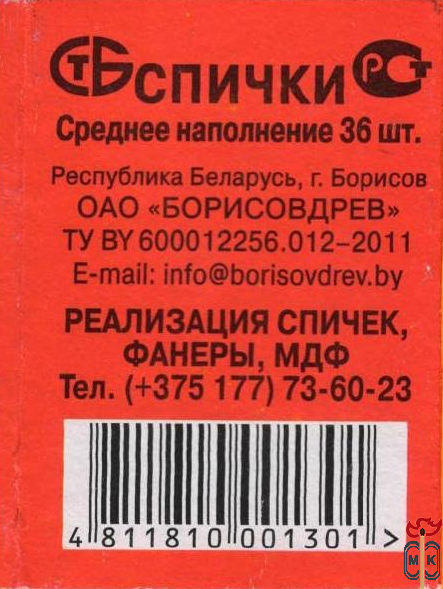 СТБ СПИЧКИ РСТ
Среднее наполнение 36 шт.
Республика Беларусь, г. Борисов
ОАО «БОРИСОВДРЕВ»
ТУ BY 600012256.012–2011
E-mail: info@borisovdrev.by
РЕАЛИЗАЦИЯ СПИЧЕК,
ФАНЕРЫ, МДФ
Тел. (+375 177) 73-60-23
4 811810 001301 >
МК